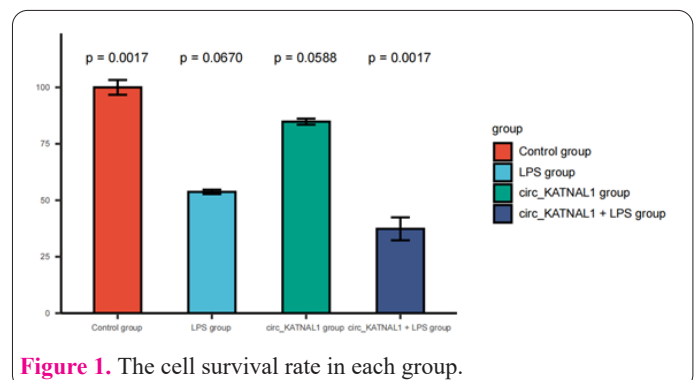 p = 0.0017 p = 0.0670 p = 0.0588 p = 0.0017
100
75
50
25
0
Control group LPS group circ_KATNAL1 group circ_KATNAL1 + LPS group
group
Control group
LPS group
circ_KATNAL1 group
circ_KATNAL1 + LPS group
Figure 1. The cell survival rate in each group.